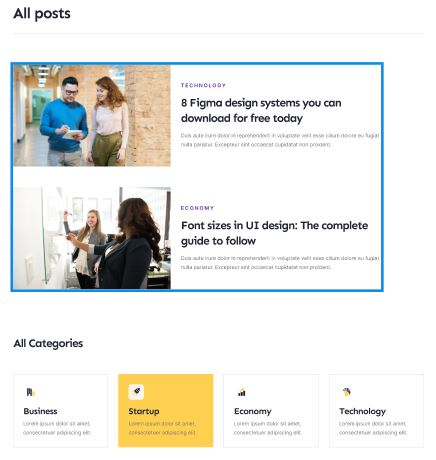 All posts
TECHNOLOGY
8 Figma design systems you can
download for free today
Duis aute irure dolor in reprehenderit in voluptate velit esse cillum dolore eu fugiat
nulla pariatur. Excepteur sint occaecat cupidatat non proident.
ECONOMY
Font sizes in UI design: The complete
guide to follow
Duis aute irure dolor in reprehenderit in voluptate velit esse cillum dolore eu fugiat
nulla pariatur. Excepteur sint occaecat cupidatat non proident.
All Categories
Business
Lorem ipsum dolor sit amet,
consectetuer adipiscing elit.
Startup
Lorem ipsum dolor sit amet,
consectetuer adipiscing elit.
Economy
Lorem ipsum dolor sit amet,
consectetuer adipiscing elit.
Technology
Lorem ipsum dolor sit amet,
consectetuer adipiscing elit.